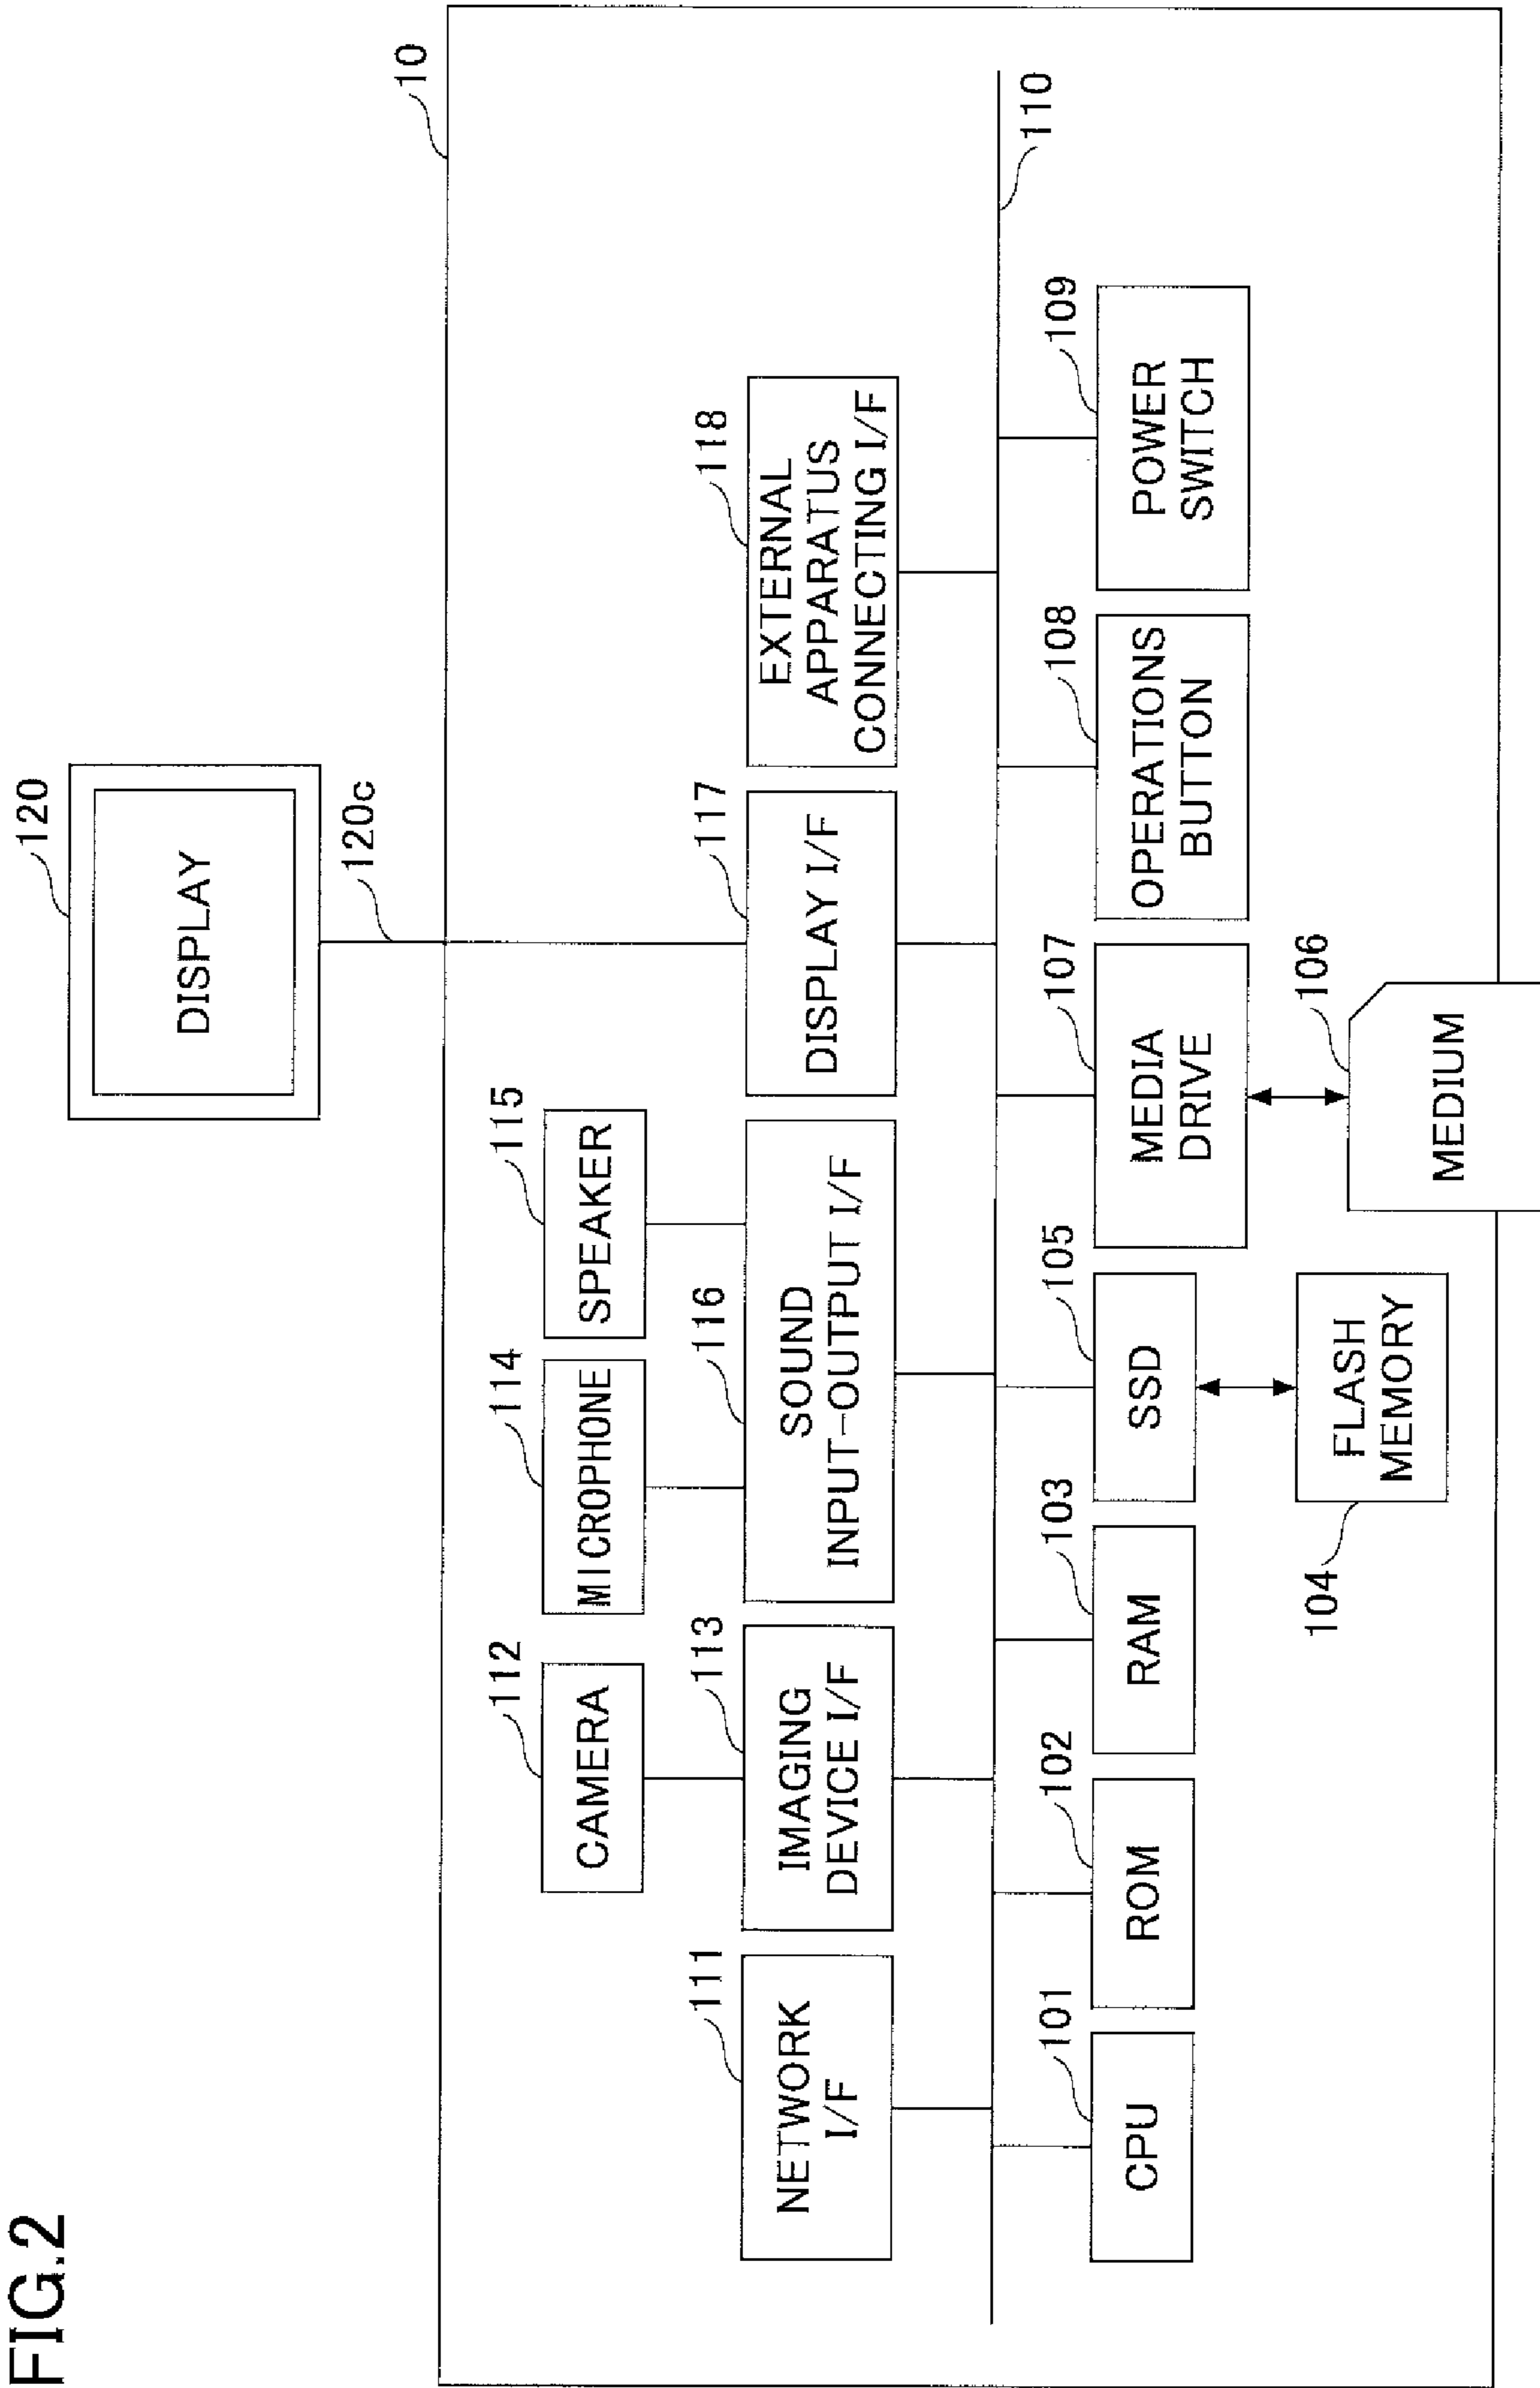 FIG.2
120
DISPLAY
120c
10
112
CAMERA
114
MICROPHONE
115
SPEAKER
111
NETWORK
I/F
113
IMAGING
DEVICE I/F
116
SOUND
INPUT-OUTPUT I/F
117
DISPLAY I/F
118
EXTERNAL
APPARATUS
CONNECTING I/F
110
101
CPU
102
ROM
103
RAM
105
SSD
107
MEDIA
DRIVE
108
OPERATIONS
BUTTON
109
POWER
SWITCH
104
FLASH
MEMORY
106
MEDIUM